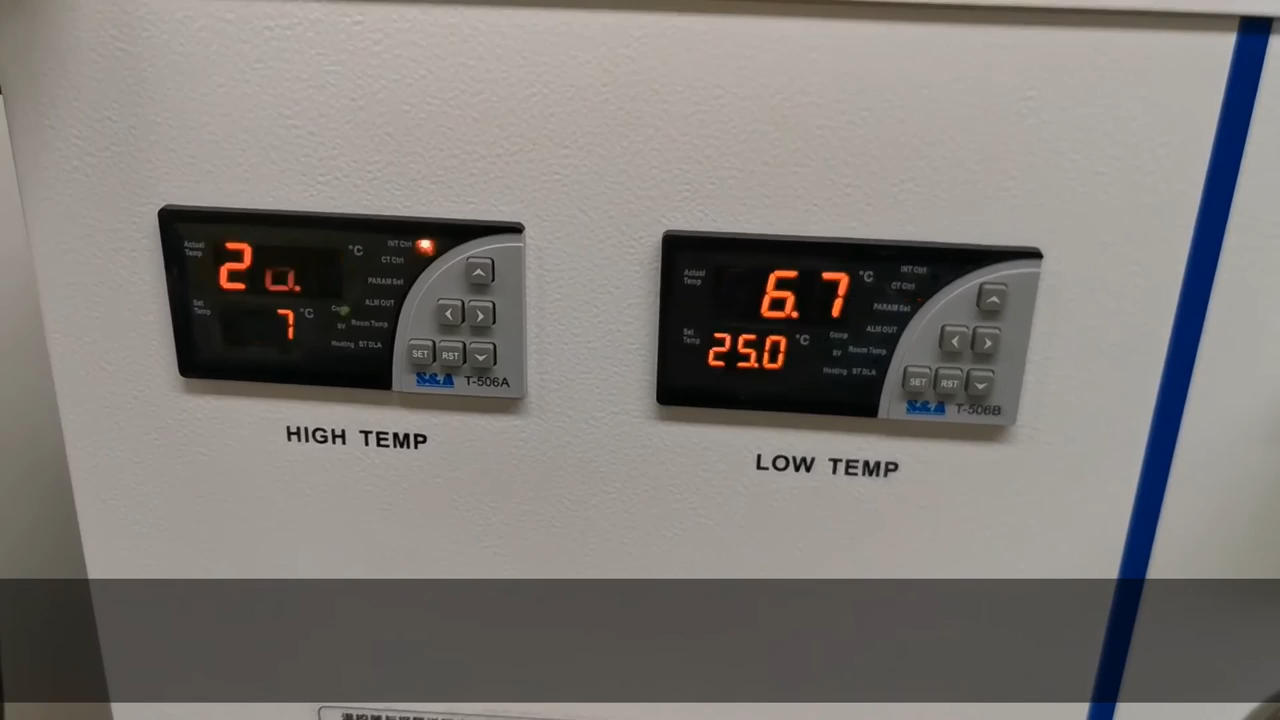 Actual Temp
2
°C
INT Ctrl
CT Ctrl
PARAM Set
ALM OUT
Set Temp
7
°C
Comp
SV Room Temp
Heating ST DLA
SET RST
S&A T-506A
HIGH TEMP
Actual Temp
6.7
°C
INT Ctrl
CT Ctrl
PARAM Set
ALM OUT
Set Temp
25.0
°C
Comp
SV Room Temp
Heating ST DLA
SET RST
S&A T-506B
LOW TEMP